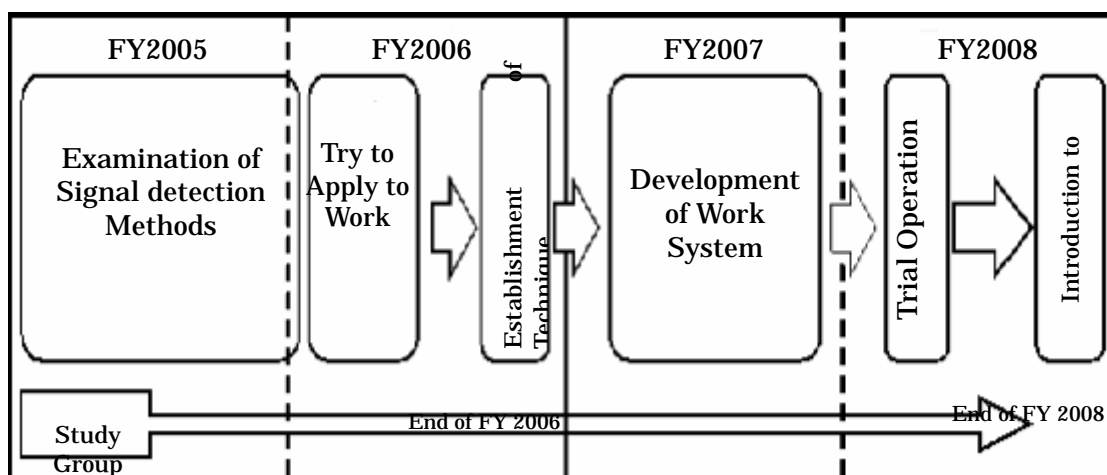 FY2005
FY2006
FY2007
FY2008
Examination of
Signal detection
Methods
Try to
Apply to
Work
Establishment of
Technique
Development
of Work
System
Trial Operation
Introduction to
Study
Group
End of FY 2006
End of FY 2008